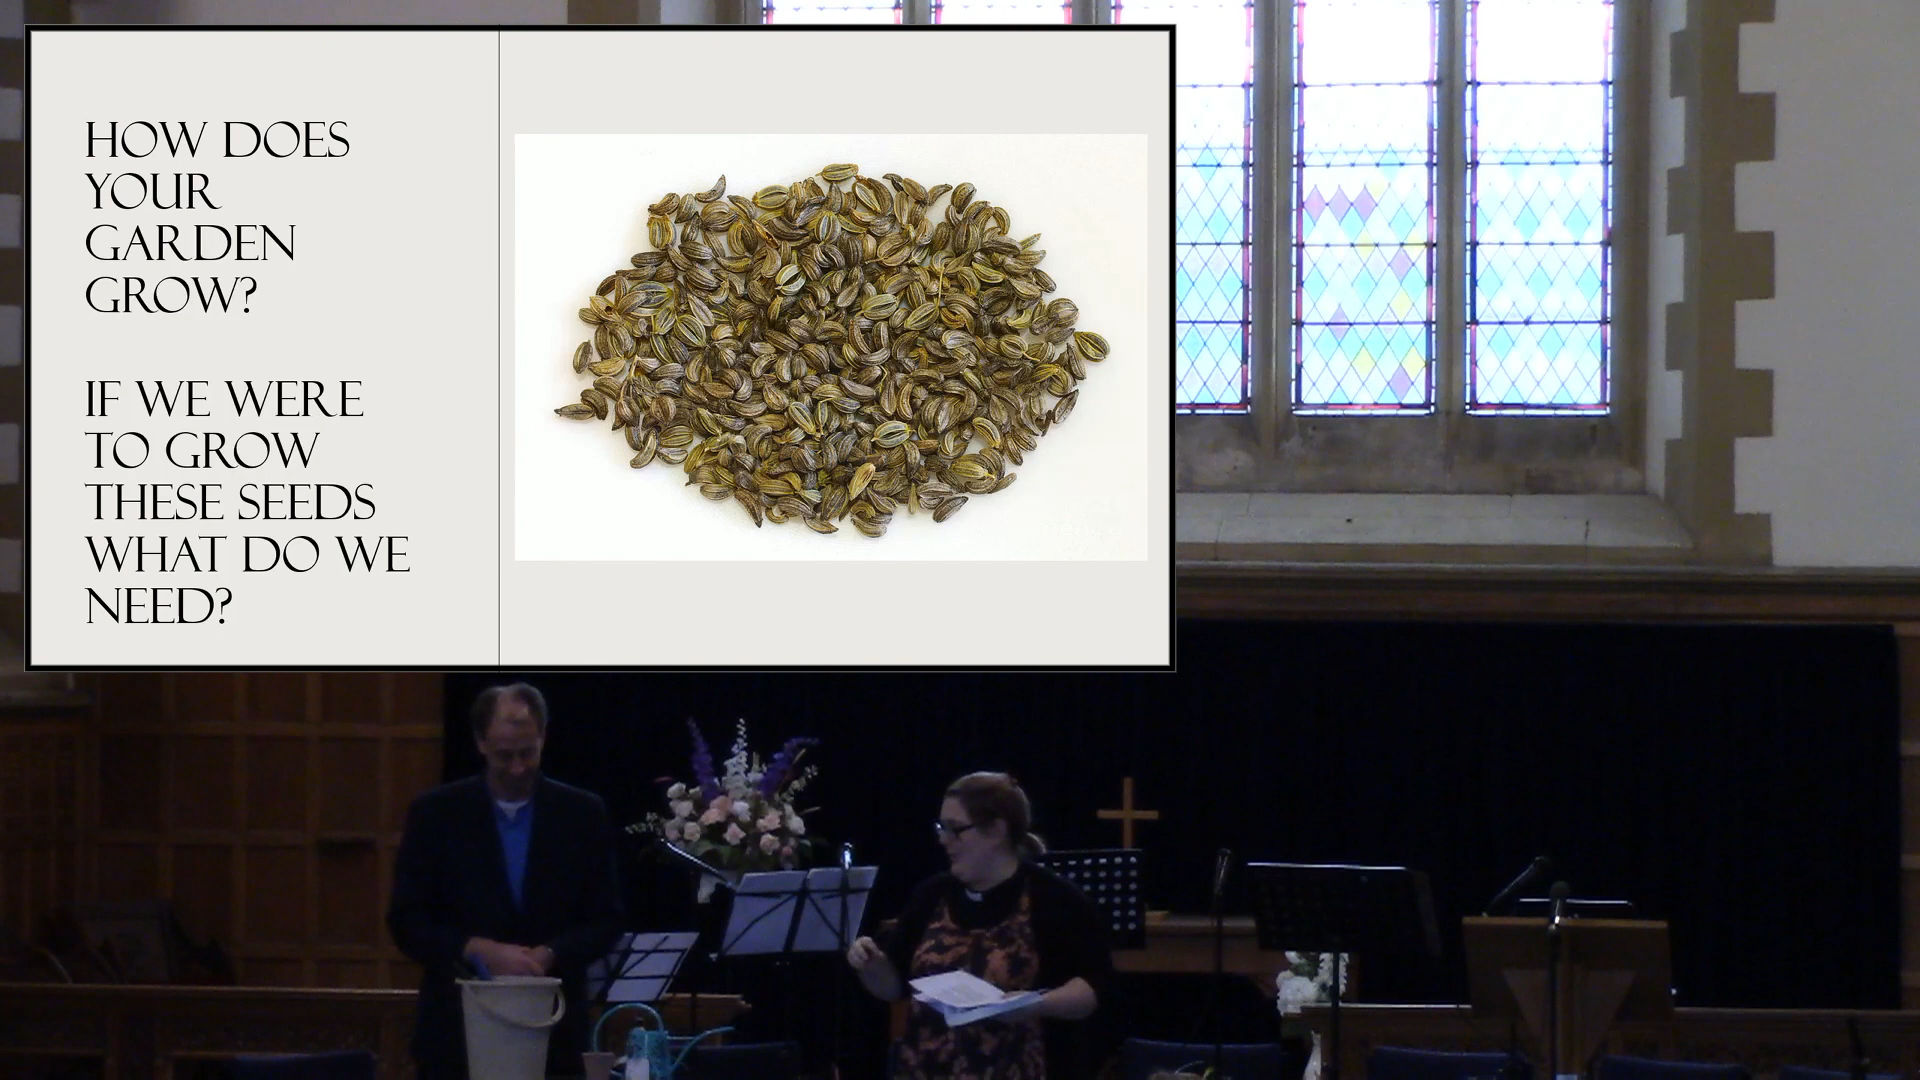 HOW DOES
YOUR
GARDEN
GROW?
IF WE WERE
TO GROW
THESE SEEDS
WHAT DO WE
NEED?